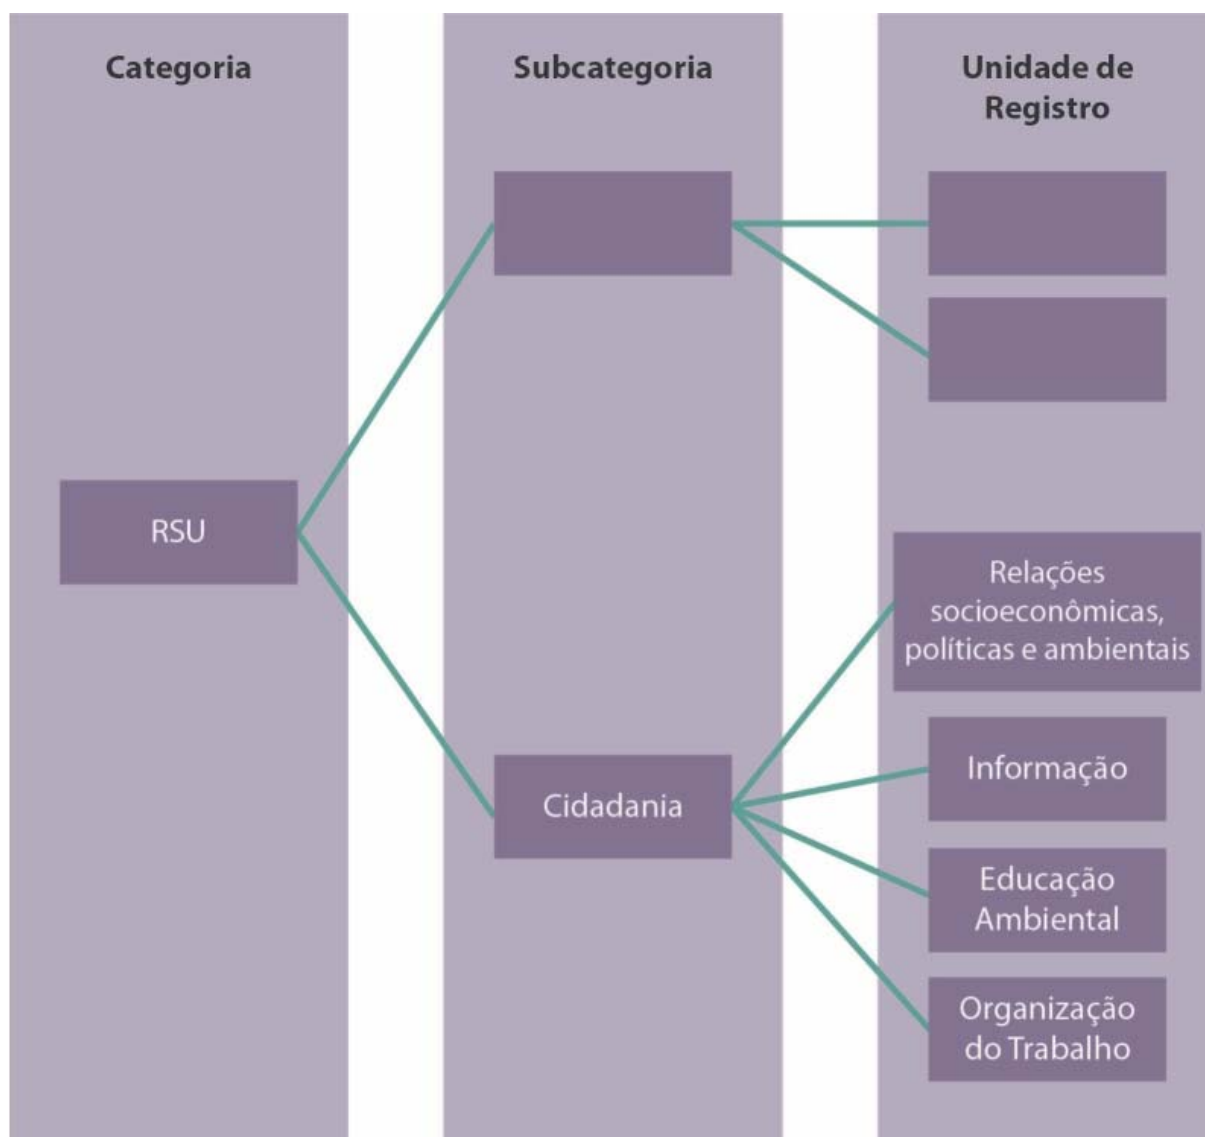 Categoria
Subcategoria
Unidade de
Registro
RSU
Relações
socioeconômicas,
políticas e ambientais
Informação
Cidadania
Educação
Ambiental
Organização
do Trabalho